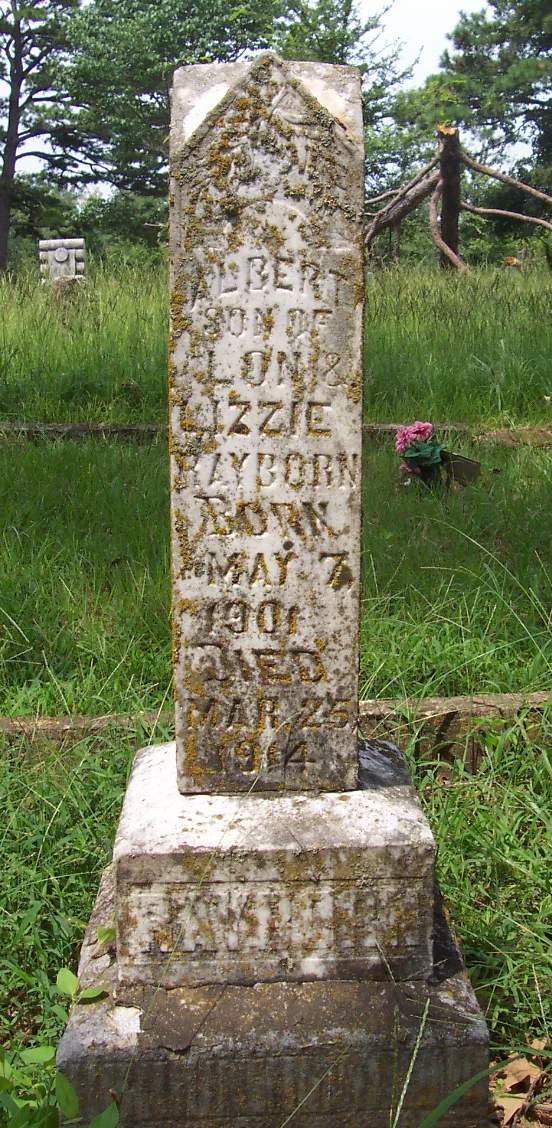 ALBERT
SON OF
LON &
LIZZIE
RAYBORN
BORN
MAY 7,
1901.
DIED
MAR 25
1914